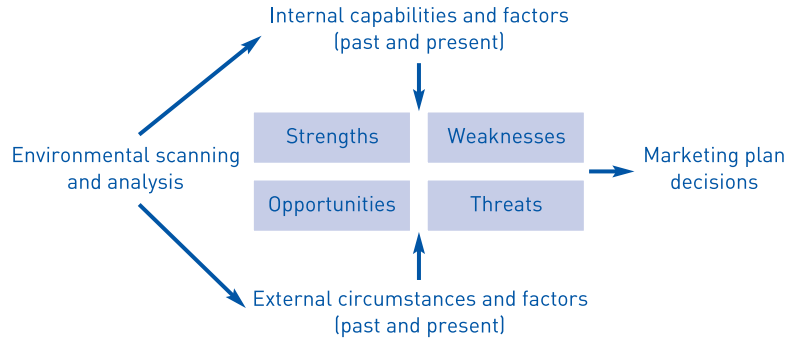 Internal capabilities and factors
(past and present)
Strengths
Weaknesses
Environmental scanning
and analysis
Marketing plan
decisions
Opportunities
Threats
External circumstances and factors
(past and present)